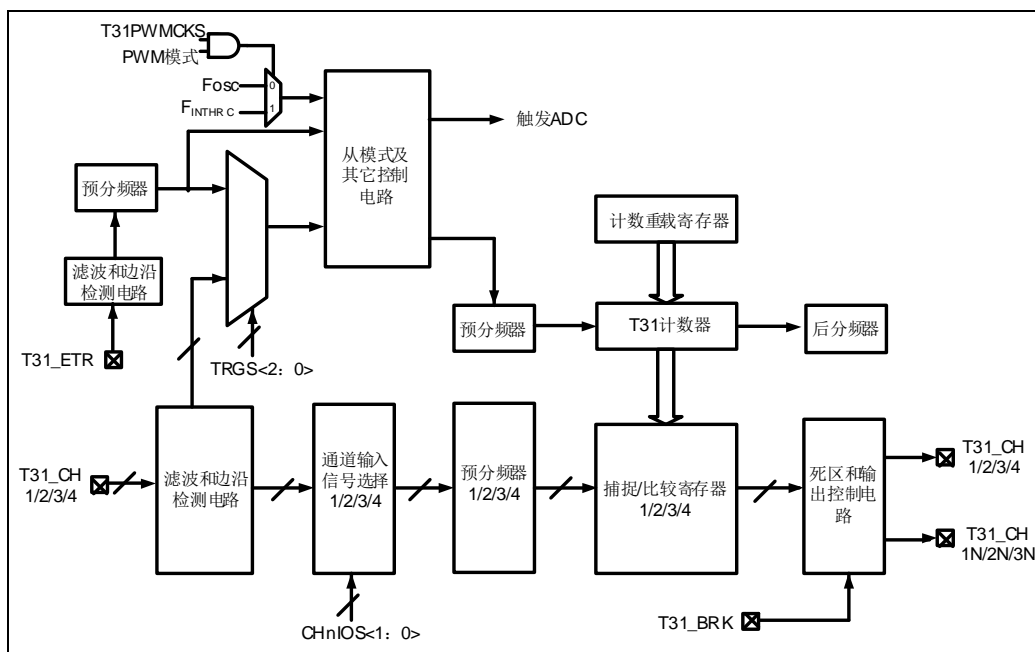 T31PWMCKS
PWM模式
Fosc
0
FINTHRC
1
从模式及
其它控制
电路
触发ADC
预分频器
计数重载寄存器
滤波和边沿
检测电路
预分频器
T31计数器
后分频器
T31_ETR
TRGS<2：0>
T31_CH
1/2/3/4
滤波和边沿
检测电路
通道输入
信号选择
1/2/3/4
预分频器
1/2/3/4
捕捉/比较寄存器
1/2/3/4
死区和输
出控制电
路
T31_CH
1/2/3/4
T31_CH
1N/2N/3N
T31_BRK
CHnIOS<1：0>